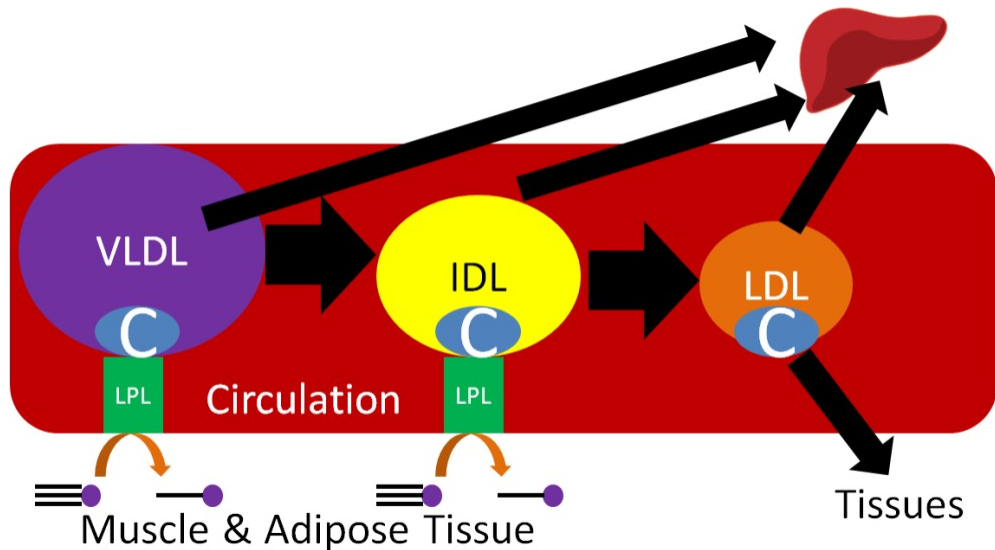 VLDL
IDL
LDL
C
C
C
LPL
LPL
Circulation
Tissues
Muscle & Adipose Tissue